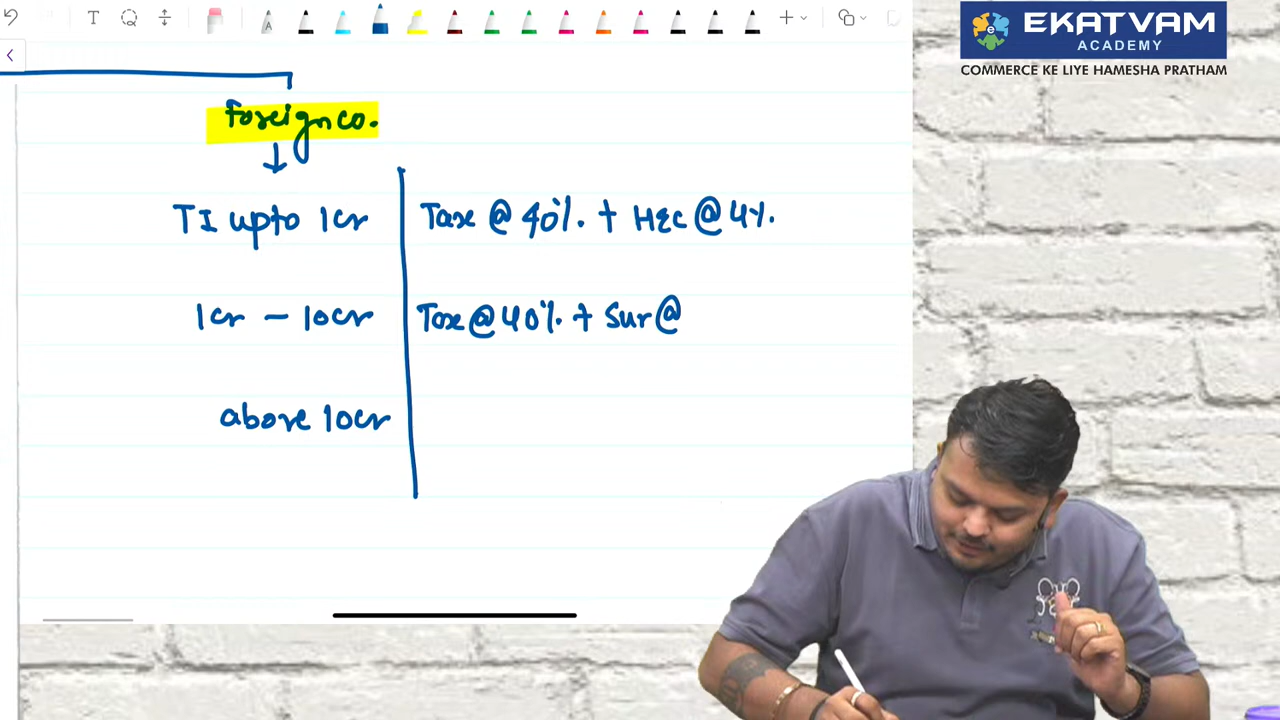 EKATVAM
ACADEMY
COMMERCE KE LIYE HAMESHA PRATHAM
Foreign co.
TI upto 1cr Tax @ 40% + H&C @ 4%.
1cr - 10cr Tax @ 40% + Sur @
above 10cr